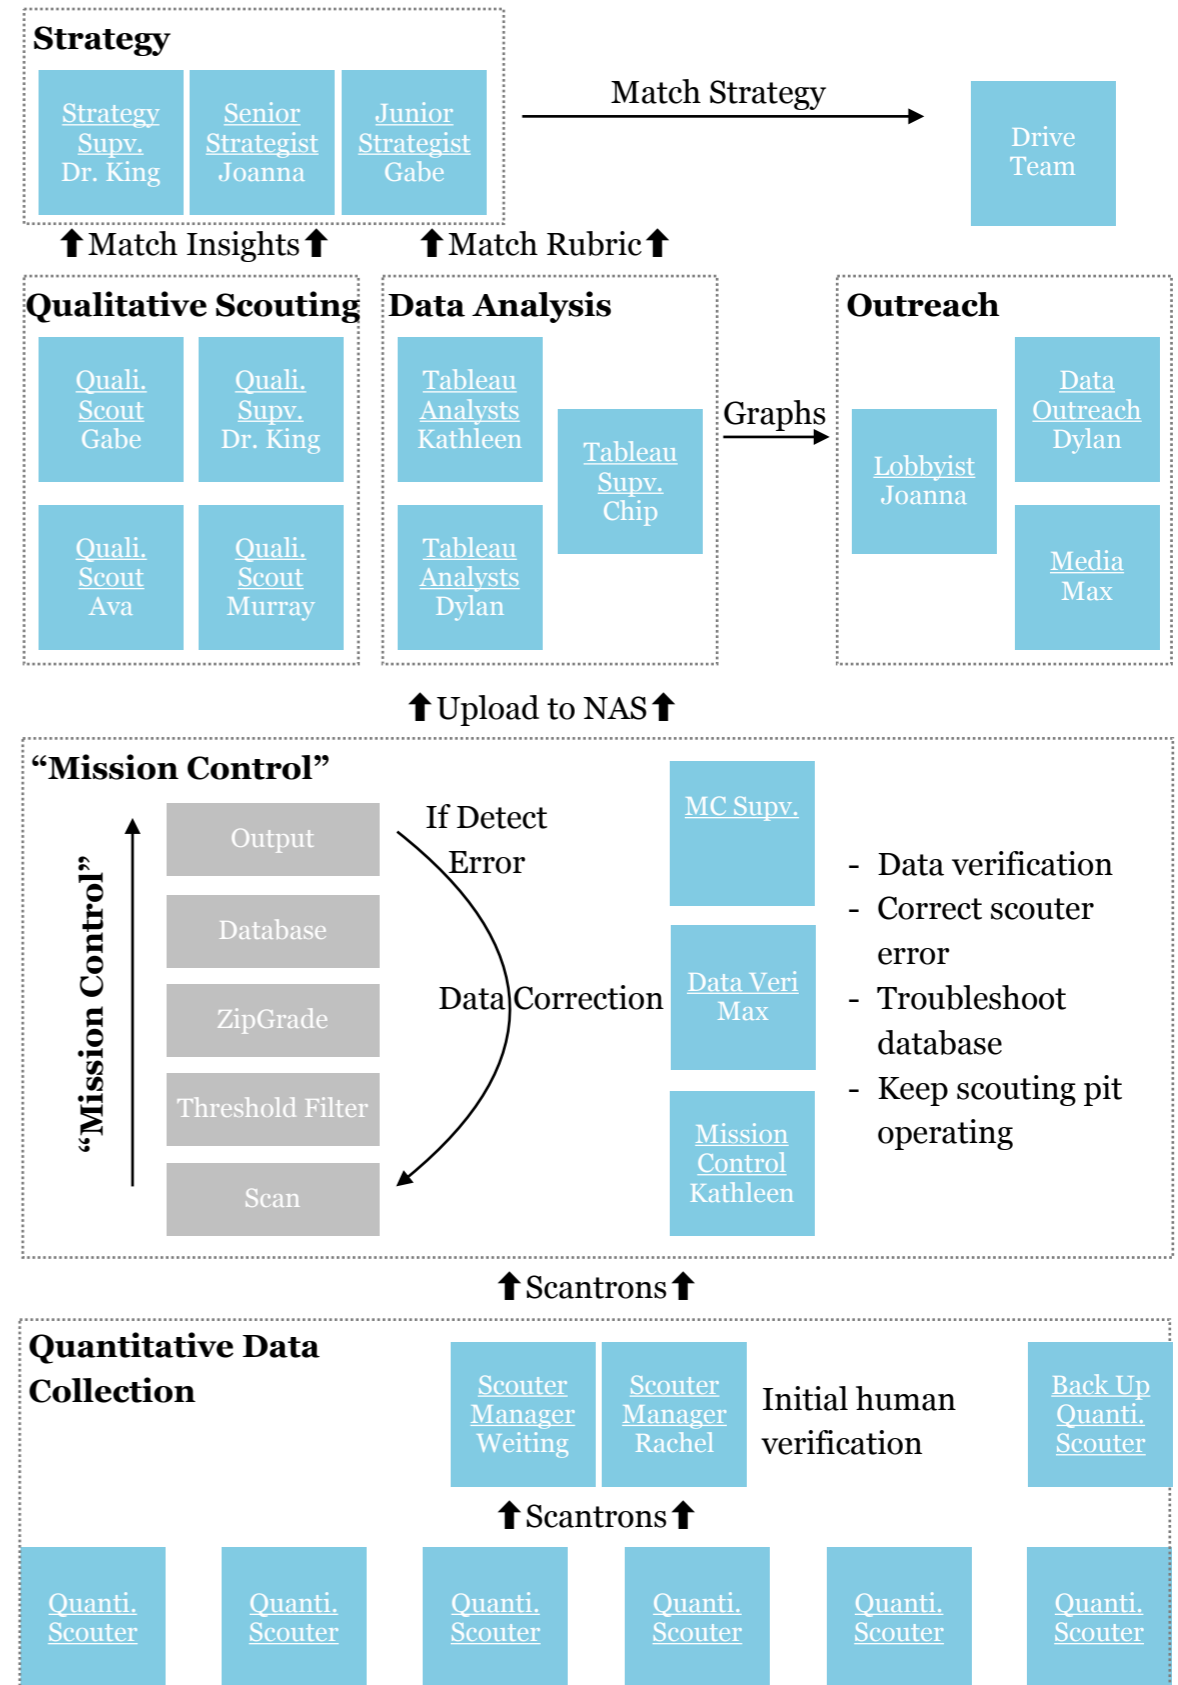 Strategy
Strategy
Supv.
Dr. King
Senior
Strategist
Joanna
Junior
Strategist
Gabe
Match Strategy
Drive
Team
Match Insights
Match Rubric
Qualitative Scouting
Quali.
Scout
Gabe
Quali.
Supv.
Dr. King
Quali.
Scout
Ava
Quali.
Scout
Murray
Data Analysis
Tableau
Analysts
Kathleen
Tableau
Supv.
Chip
Tableau
Analysts
Dylan
Graphs
Outreach
Data
Outreach
Dylan
Lobbyist
Joanna
Media
Max
Upload to NAS
“Mission Control”
“Mission Control”
Output
Database
ZipGrade
Threshold Filter
Scan
If Detect
Error
Data Correction
MC Supv.
Data Veri
Max
Mission
Control
Kathleen
- Data verification
- Correct scouter
error
- Troubleshoot
database
- Keep scouting pit
operating
Scantrons
Quantitative Data
Collection
Scouter
Manager
Weiting
Scouter
Manager
Rachel
Initial human
verification
Back Up
Quanti.
Scouter
Scantrons
Quanti.
Scouter
Quanti.
Scouter
Quanti.
Scouter
Quanti.
Scouter
Quanti.
Scouter
Quanti.
Scouter